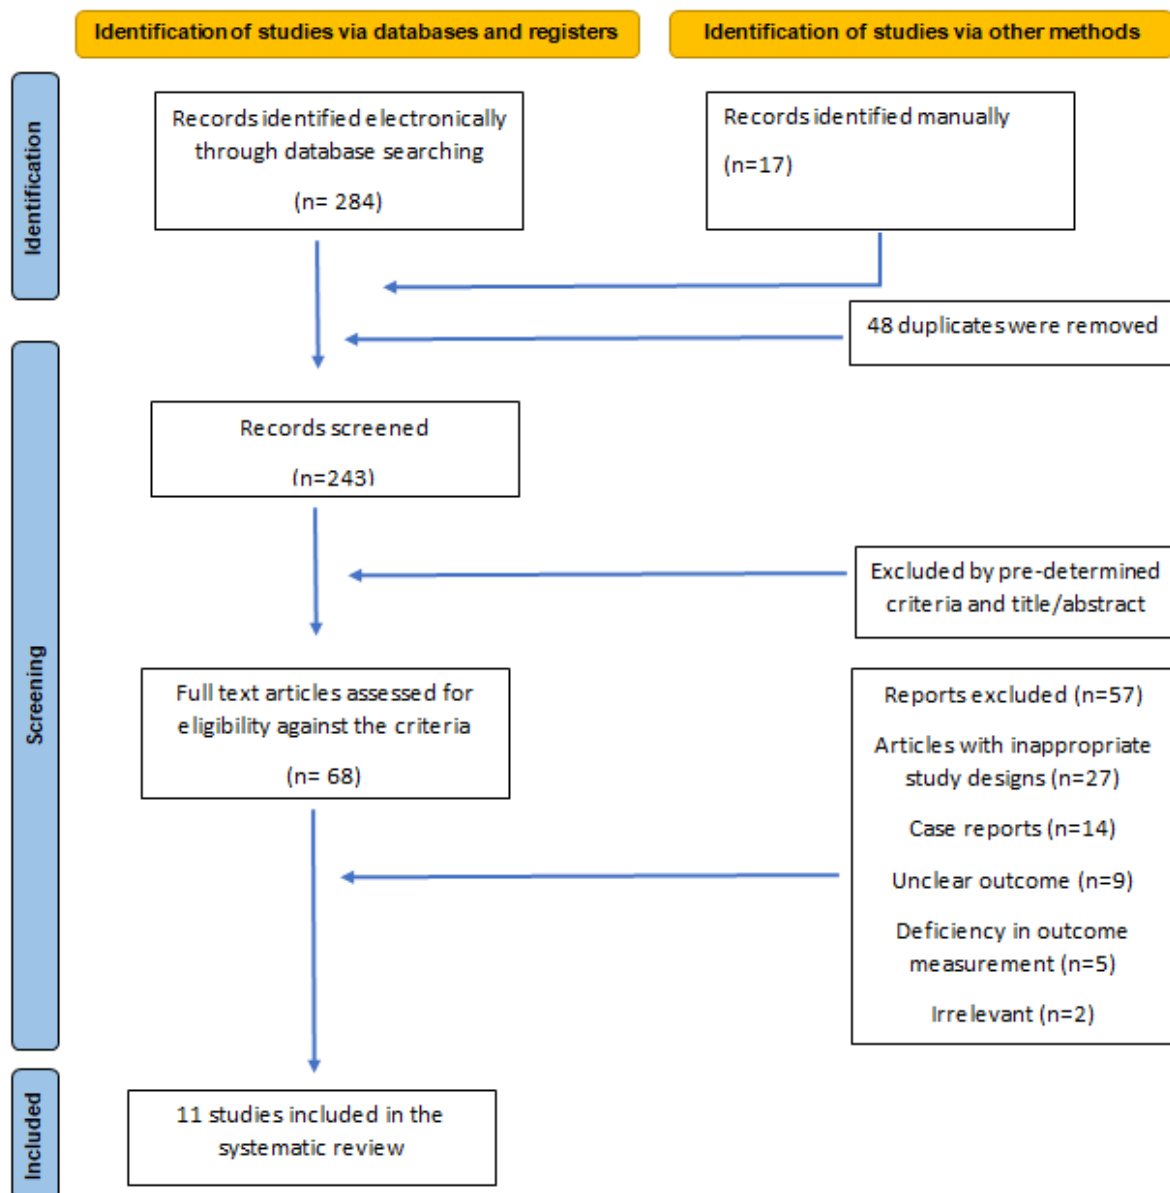 Identification of studies via databases and registers
Identification of studies via other methods
Identification
Records identified electronically
through database searching
(n= 284)
Records identified manually
(n=17)
48 duplicates were removed
Screening
Records screened
(n=243)
Excluded by pre-determined
criteria and title/abstract
Full text articles assessed for
eligibility against the criteria
(n= 68)
Reports excluded (n=57)
Articles with inappropriate
study designs (n=27)
Case reports (n=14)
Unclear outcome (n=9)
Deficiency in outcome
measurement (n=5)
Irrelevant (n=2)
Included
11 studies included in the
systematic review